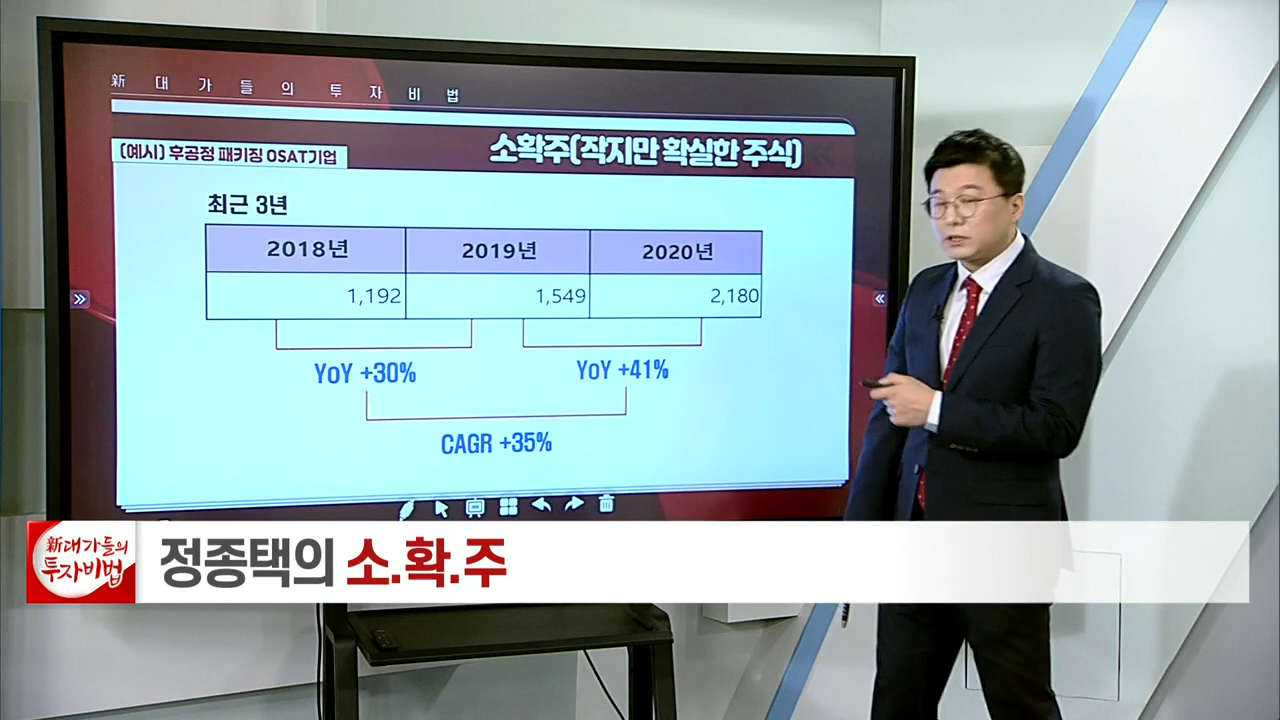 新 대 가 들 의 투 자 비 법
소확주(작지만 확실한 주식)
(예시) 후공정 패키징 OSAT기업
최근 3년
2018년 2019년 2020년
1,192 1,549 2,180
YoY +30% YoY +41%
CAGR +35%
新대가들의
투자비법
정종택의 소.확.주